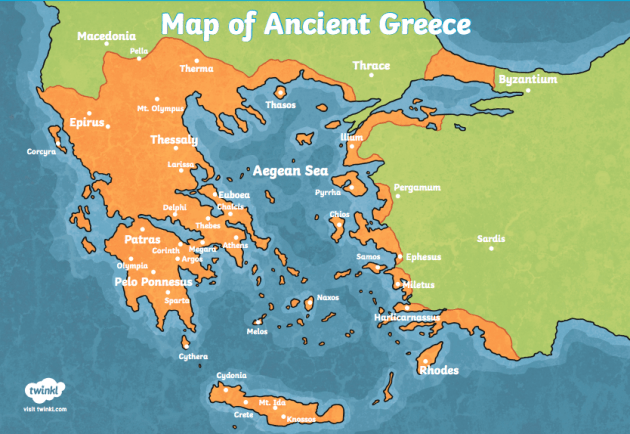 Map of Ancient Greece
Macedonia
Pella
Therma
Thrace
Byzantium
Thasos
Mt. Olympus
Epirus
Ilium
Thessaly
Corcyra
Larissa
Aegean Sea
Pyrrha
Pergamum
Euboea
Delphi
Chalcis
Chios
Thebes
Patras
Megara
Athens
Sardis
Corinth
Argos
Samos
Ephesus
Olympia
Pelo Ponnesus
Miletus
Sparta
Naxos
Harlicarnassus
Melos
Cythera
Rhodes
Cydonia
twinkl
visit twinkl.com
Mt. Ida
Crete
Knossos